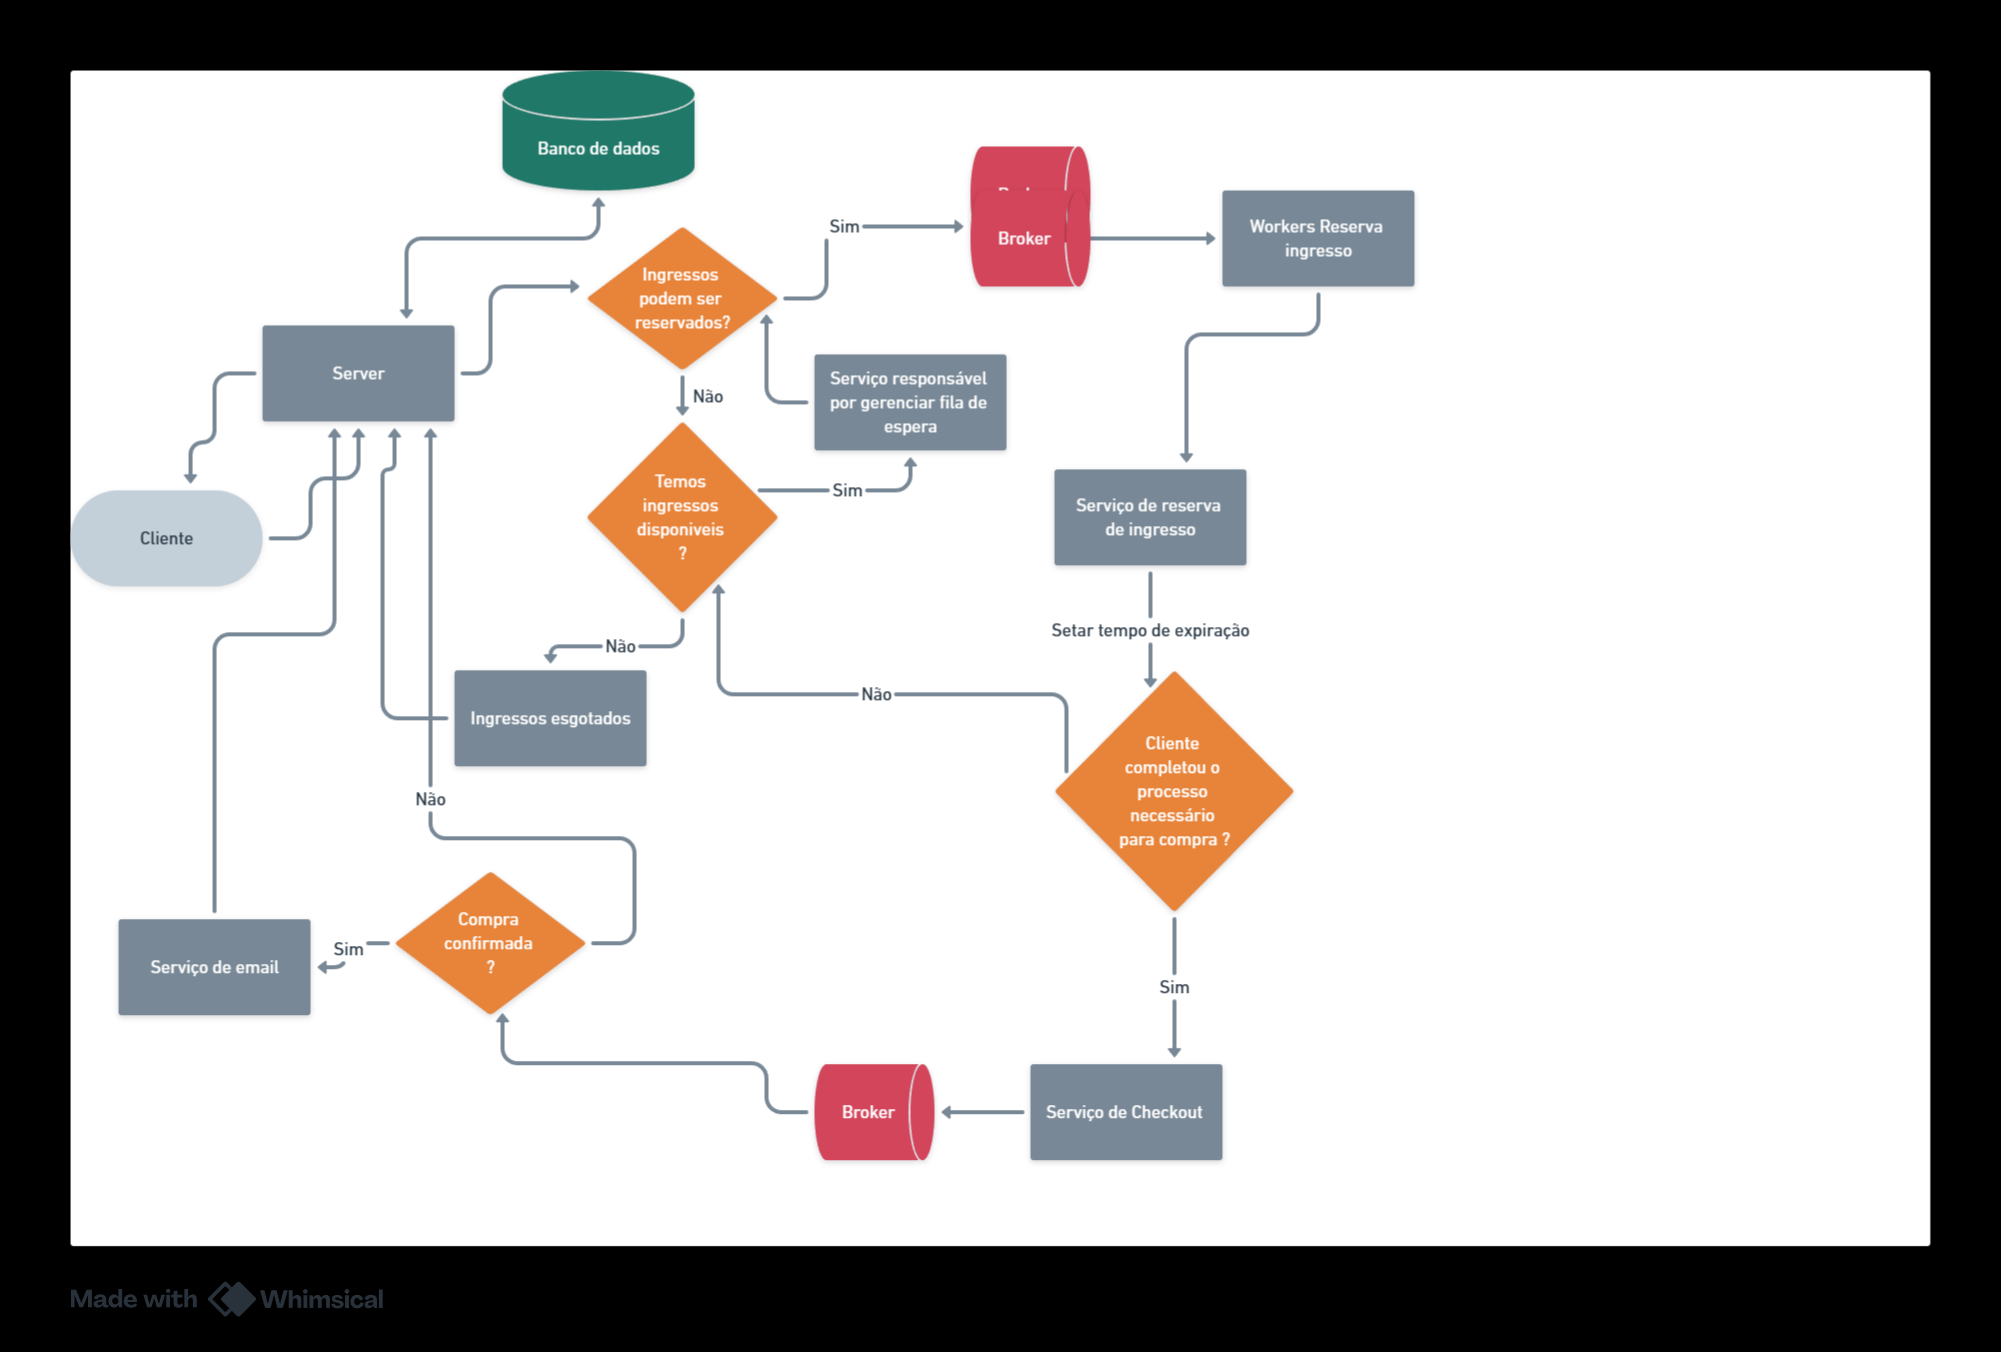 Banco de dados
Broker
Workers Reserva
ingresso
Sim
Ingressos
podem ser
reservados?
Server
Não
Serviço responsável
por gerenciar fila de
espera
Temos
ingressos
disponiveis
?
Sim
Serviço de reserva
de ingresso
Cliente
Setar tempo de expiração
Não
Ingressos esgotados
Não
Cliente
completou o
processo
necessário
para compra ?
Não
Compra
confirmada
?
Sim
Serviço de email
Sim
Broker
Serviço de Checkout
Made with Whimsical